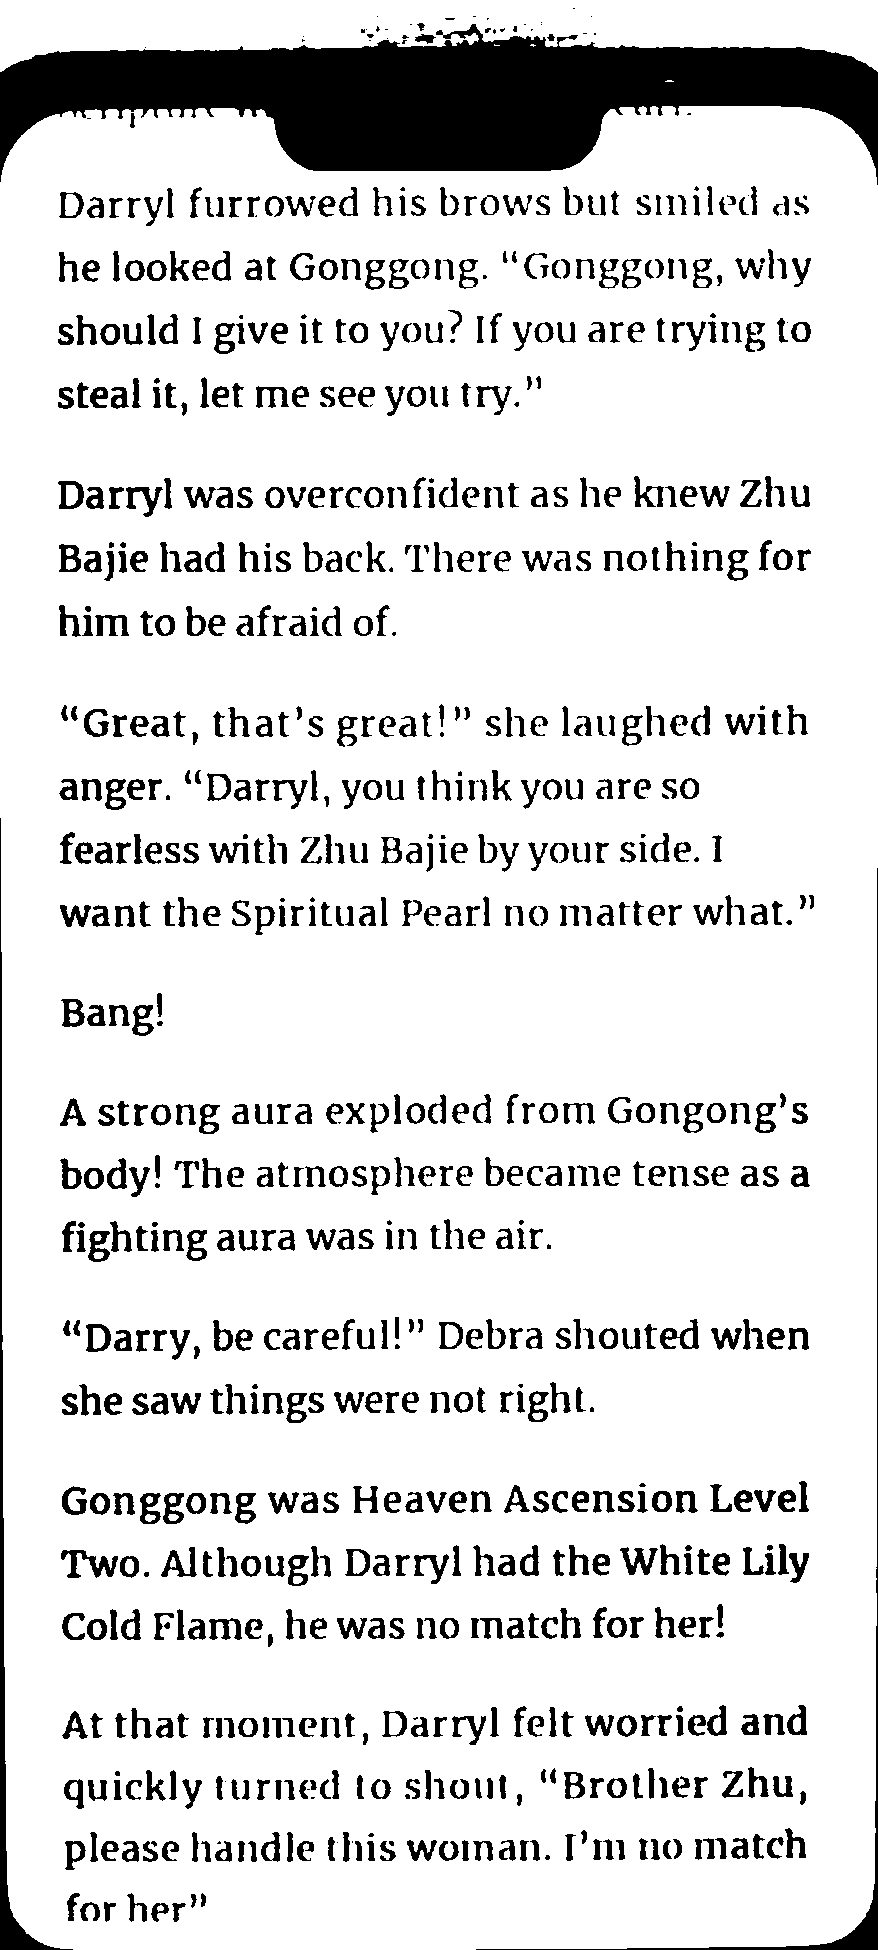 Darryl furrowed his brows but smiled as
he looked at Gonggong. “Gonggong, why
should I give it to you? If you are trying to
steal it, let me see you try.”
Darryl was overconfident as he knew Zhu
Bajie had his back. There was nothing for
him to be afraid of.
“Great, that’s great!” she laughed with
anger. “Darryl, you think you are so
fearless with Zhu Bajie by your side. I
want the Spiritual Pearl no matter what.”
Bang!
A strong aura exploded from Gongong’s
body! The atmosphere became tense as a
fighting aura was in the air.
“Darry, be careful!” Debra shouted when
she saw things were not right.
Gonggong was Heaven Ascension Level
Two. Although Darryl had the White Lily
Cold Flame, he was no match for her!
At that moment, Darryl felt worried and
quickly turned to shout, “Brother Zhu,
please handle this woman. I’m no match
for her”